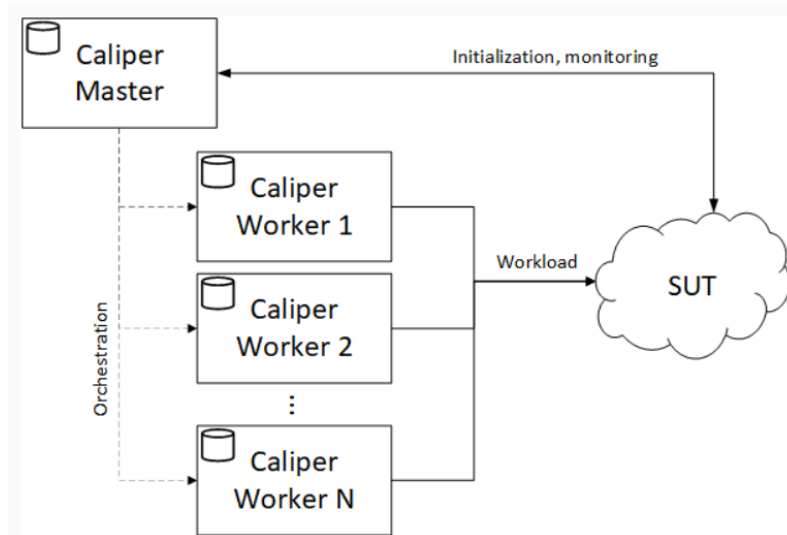 Caliper
Master
Initialization, monitoring
Caliper
Worker 1
Workload
SUT
Caliper
Worker 2
Orchestration
...
Caliper
Worker N